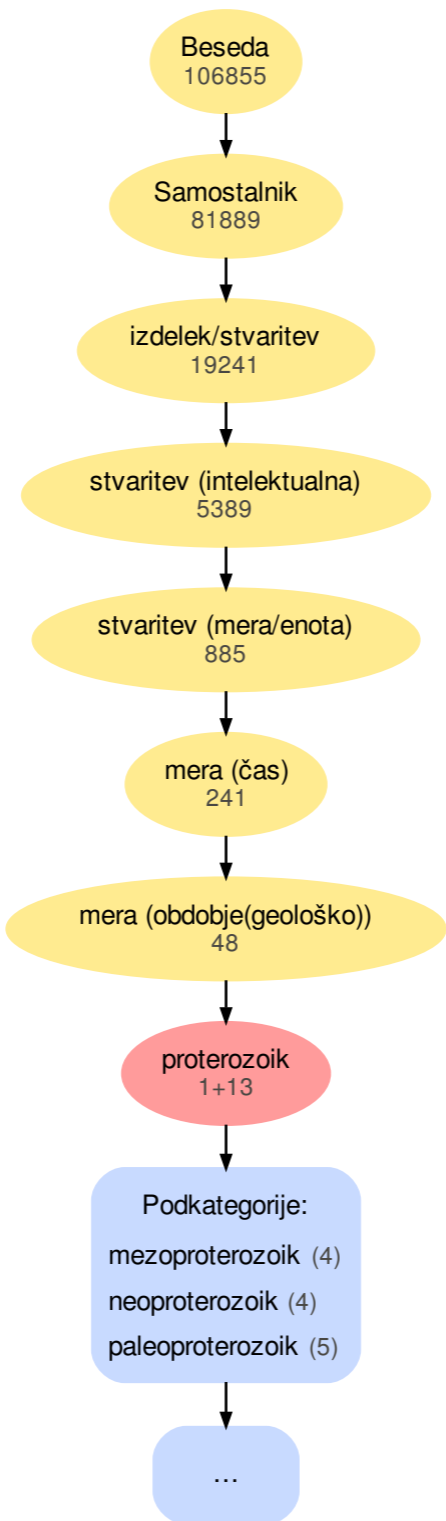 Beseda
106855
Samostalnik
81889
izdelek/stvaritev
19241
stvaritev (intelektualna)
5389
stvaritev (mera/enota)
885
mera (čas)
241
mera (obdobje(geološko))
48
proterozoik
1+13
Podkategorije:
mezoproterozoik (4)
neoproterozoik (4)
paleoproterozoik (5)
...